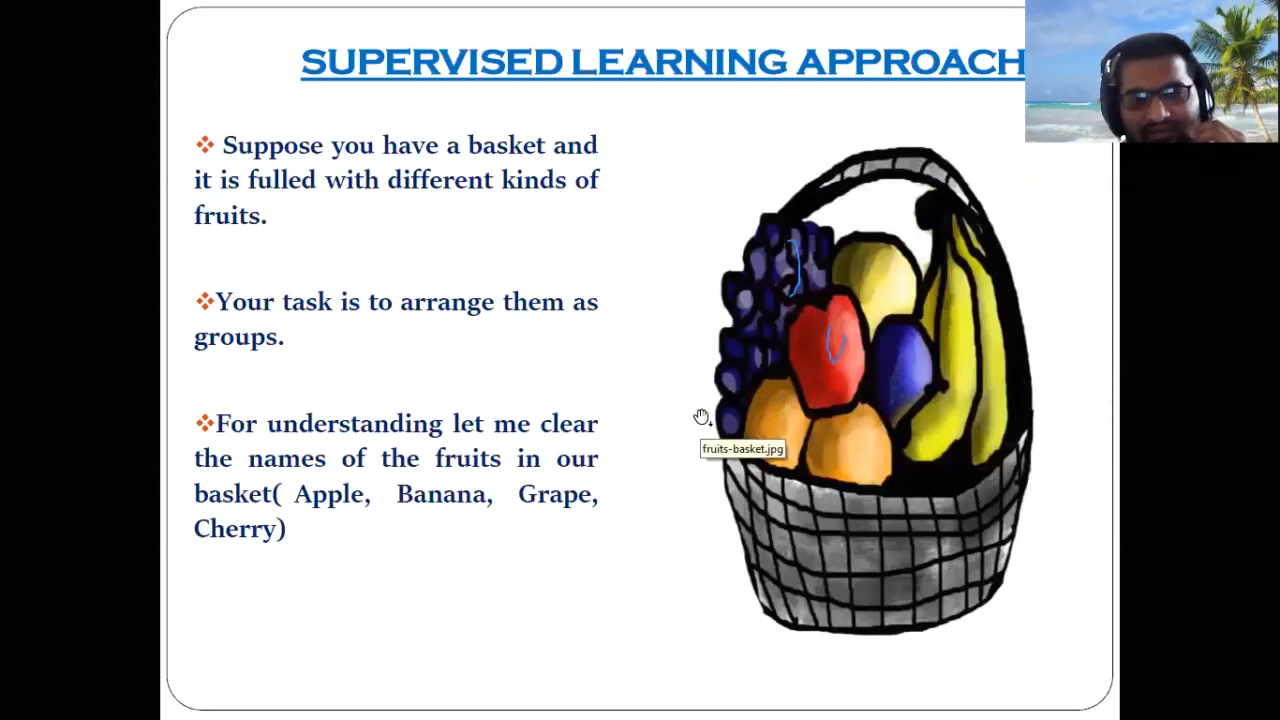 SUPERVISED LEARNING APPROACH
❖ Suppose you have a basket and
it is fulled with different kinds of
fruits.
❖Your task is to arrange them as
groups.
❖For understanding let me clear
the names of the fruits in our
basket( Apple, Banana, Grape,
Cherry)
fruits-basket.jpg